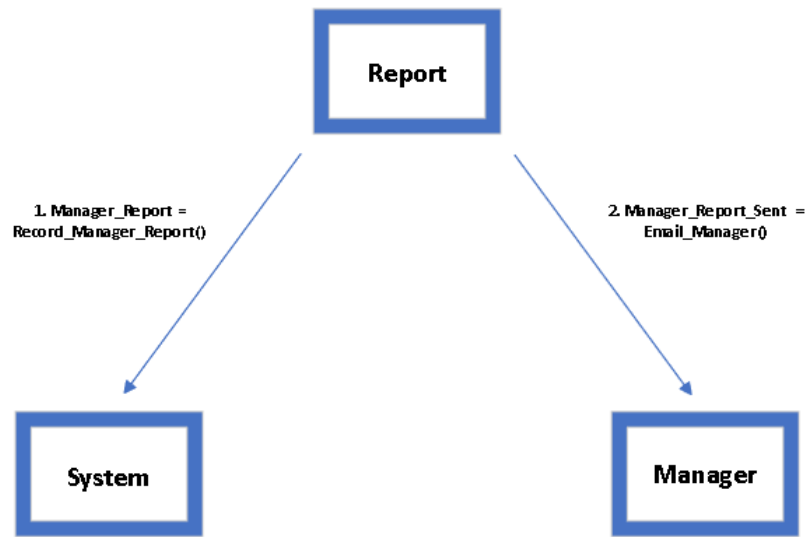 Report
1. Manager_Report =
Record_Manager_Report()
2. Manager_Report_Sent =
Email_Manager()
System
Manager